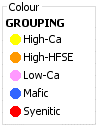 Colour
GROUPING
High-Ca
High-HFSE
Low-Ca
Mafic
Syenitic